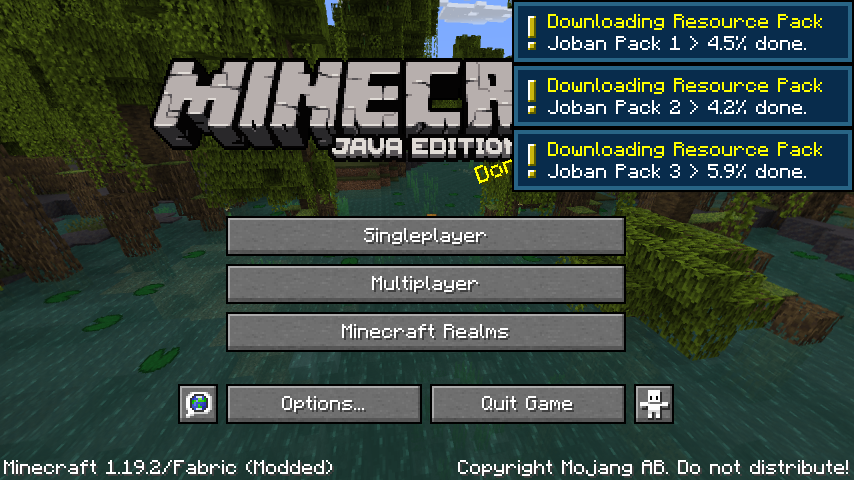 Downloading Resource Pack
Joban Pack 1 > 4.5% done.
Downloading Resource Pack
Joban Pack 2 > 4.2% done.
Downloading Resource Pack
Joban Pack 3 > 5.9% done.
JAVA EDITION
Singleplayer
Multiplayer
Minecraft Realms
Options...
Quit Game
Minecraft 1.19.2/Fabric (Modded)
Copyright Mojang AB. Do not distribute!